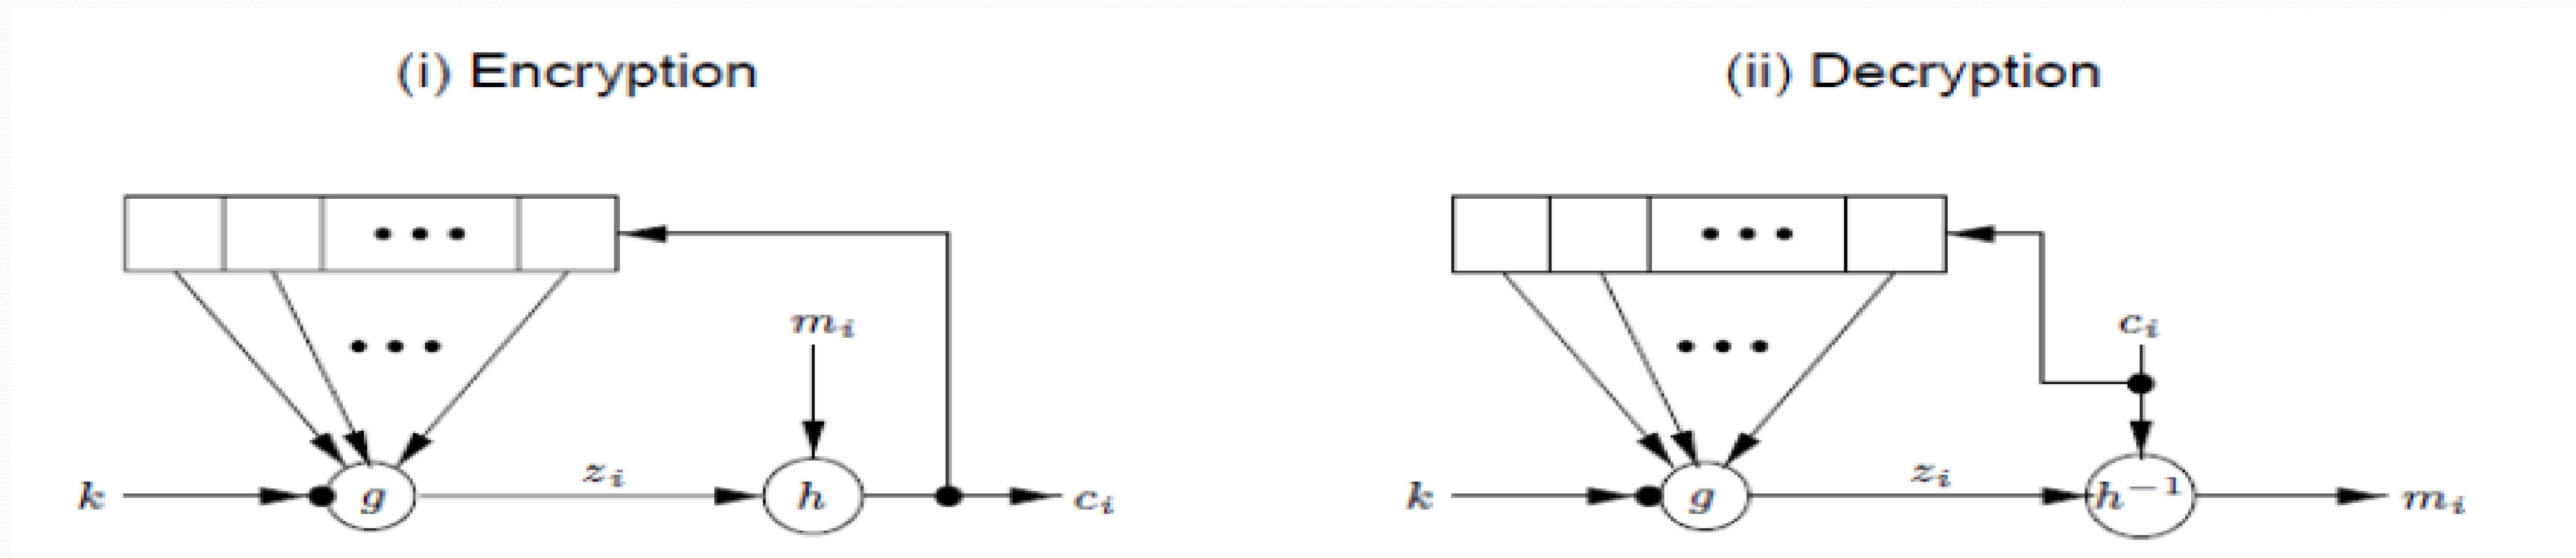 (i) Encryption
(ii) Decryption
m_i
c_i
k
g
z_i
h
c_i
k
g
z_i
h^{-1}
m_i